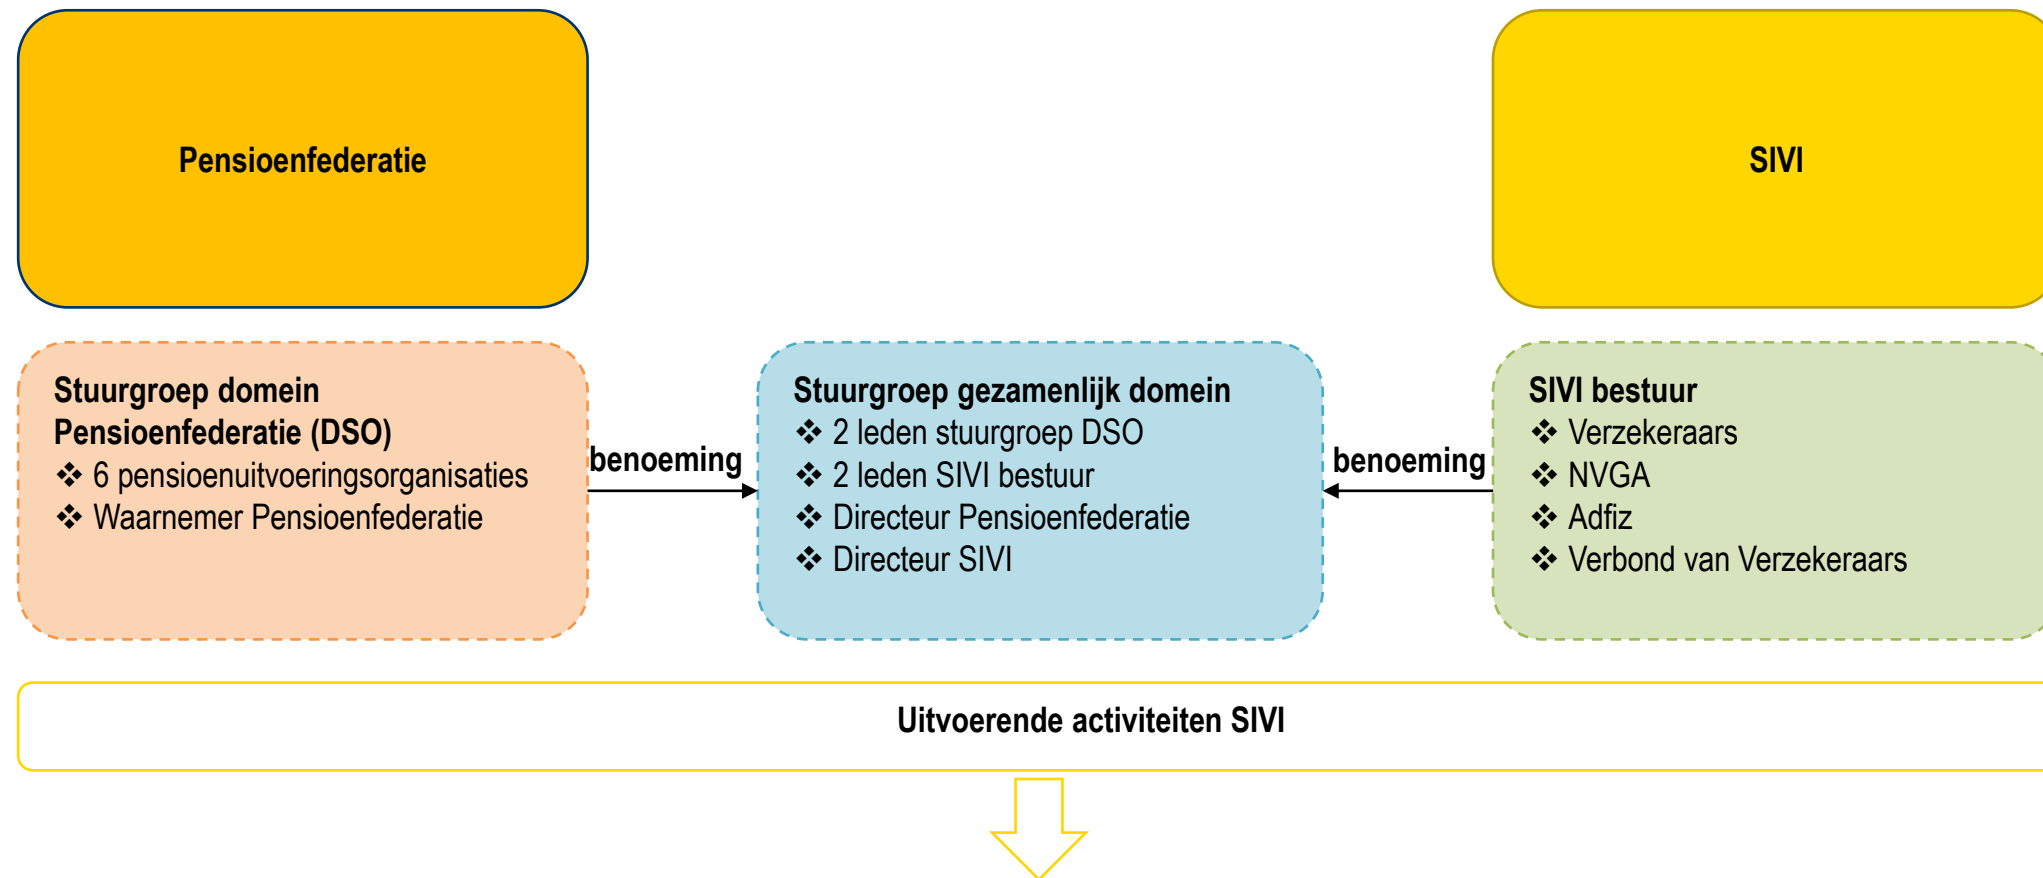 Pensioenfederatie
SIVI
Stuurgroep domein
Pensioenfederatie (DSO)
❖ 6 pensioenuitvoeringsorganisaties
❖ Waarnemer Pensioenfederatie
benoeming
Stuurgroep gezamenlijk domein
❖ 2 leden stuurgroep DSO
❖ 2 leden SIVI bestuur
❖ Directeur Pensioenfederatie
❖ Directeur SIVI
benoeming
SIVI bestuur
❖ Verzekeraars
❖ NVGA
❖ Adfiz
❖ Verbond van Verzekeraars
Uitvoerende activiteiten SIVI